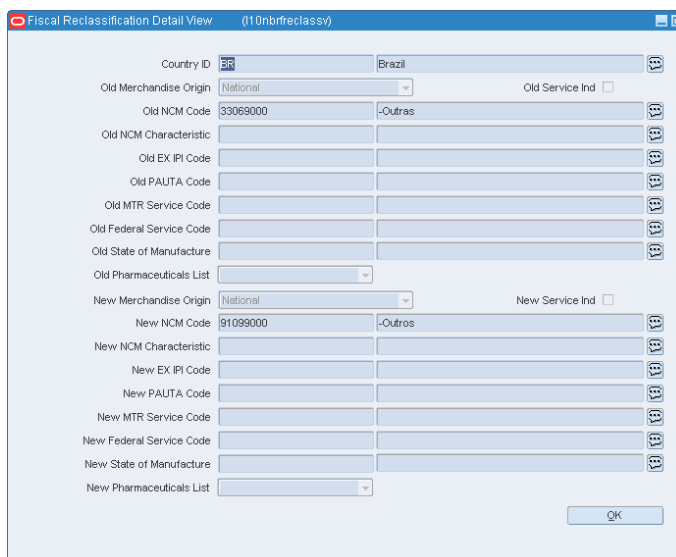 Fiscal Reclassification Detail View (l10nbrfreclassv)
Country ID BR Brazil
Old Merchandise Origin National Old Service Ind
Old NCM Code 33069000 -Outras
Old NCM Characteristic
Old EX IPI Code
Old PAUTA Code
Old MTR Service Code
Old Federal Service Code
Old State of Manufacture
Old Pharmaceuticals List
New Merchandise Origin National New Service Ind
New NCM Code 91099000 -Outros
New NCM Characteristic
New EX IPI Code
New PAUTA Code
New MTR Service Code
New Federal Service Code
New State of Manufacture
New Pharmaceuticals List
OK